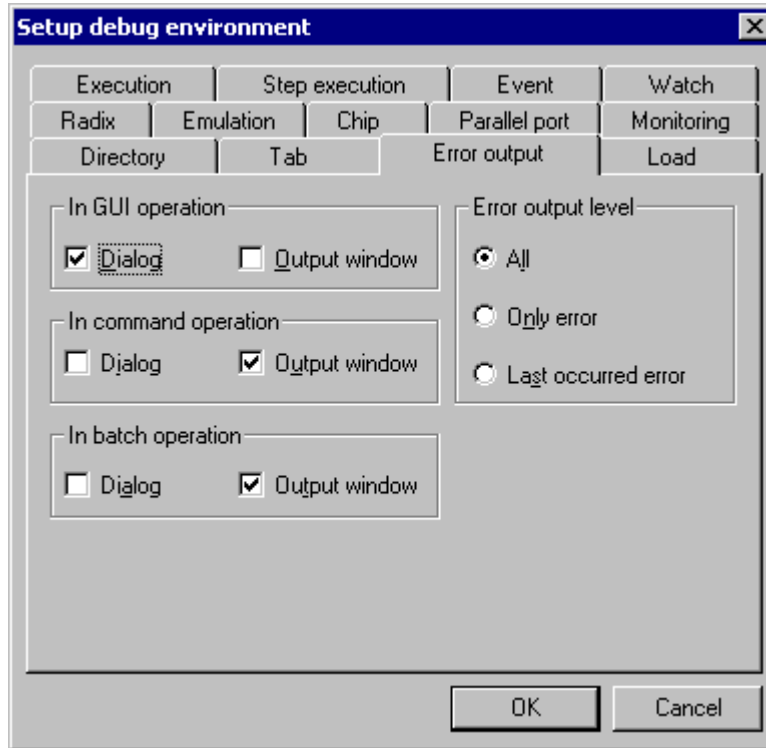 Setup debug environment
Execution Step execution Event Watch
Radix Emulation Chip Parallel port Monitoring
Directory Tab Error output Load
In GUI operation
Dialog Output window
In command operation
Dialog Output window
In batch operation
Dialog Output window
Error output level
All
Only error
Last occurred error
OK Cancel